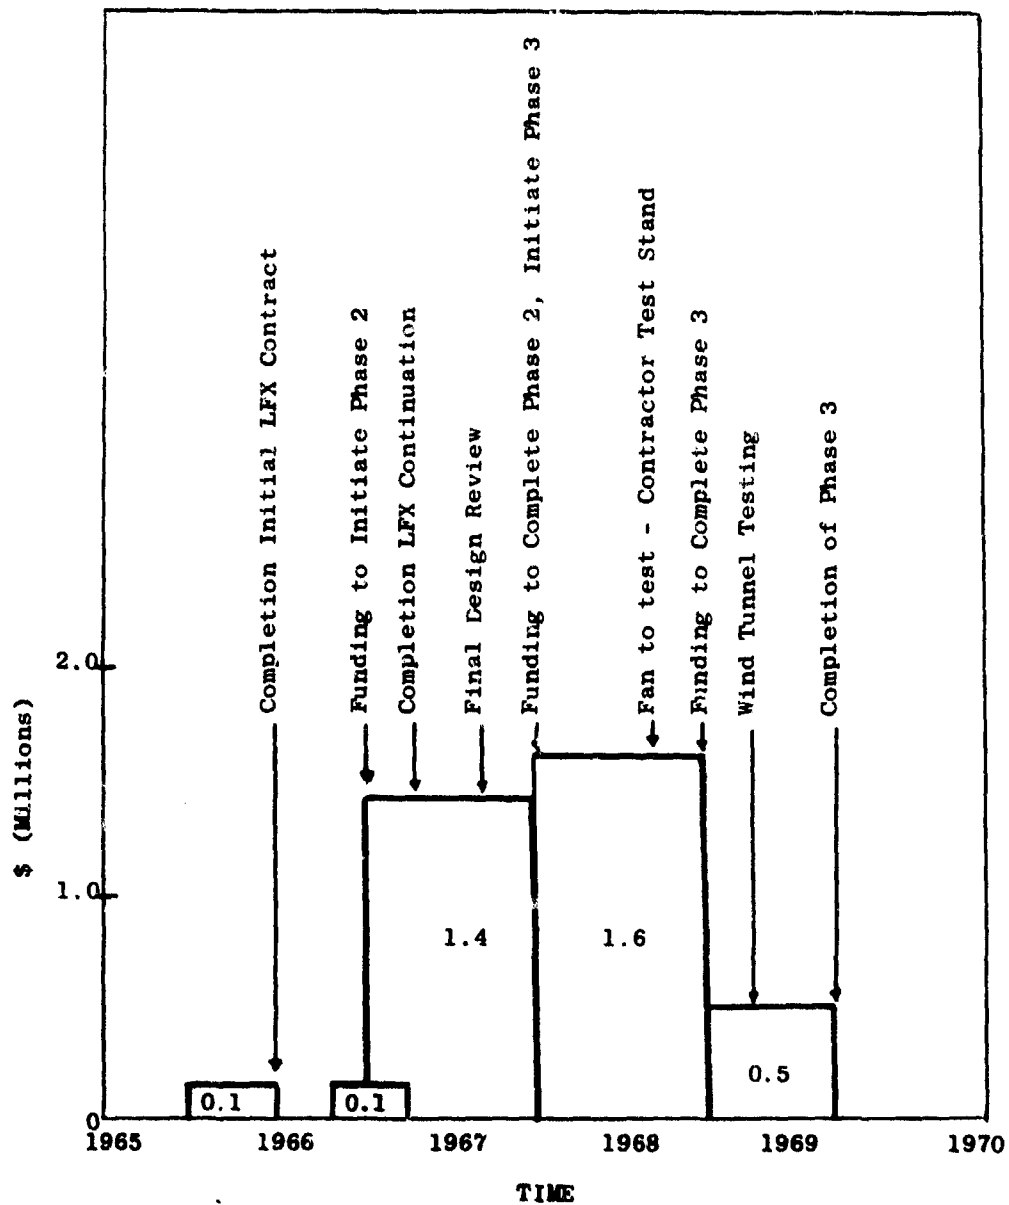 Completion Initial LFX Contract
Funding to Initiate Phase 2
Completion LFX Continuation
Final Design Review
Funding to Complete Phase 2, Initiate Phase 3
Fan to test - Contractor Test Stand
Funding to Complete Phase 3
Wind Tunnel Testing
Completion of Phase 3
$ (Millions)
2.0
1.0
0
1.4
1.6
0.5
0.1
0.1
1965 1966 1967 1968 1969 1970
TIME